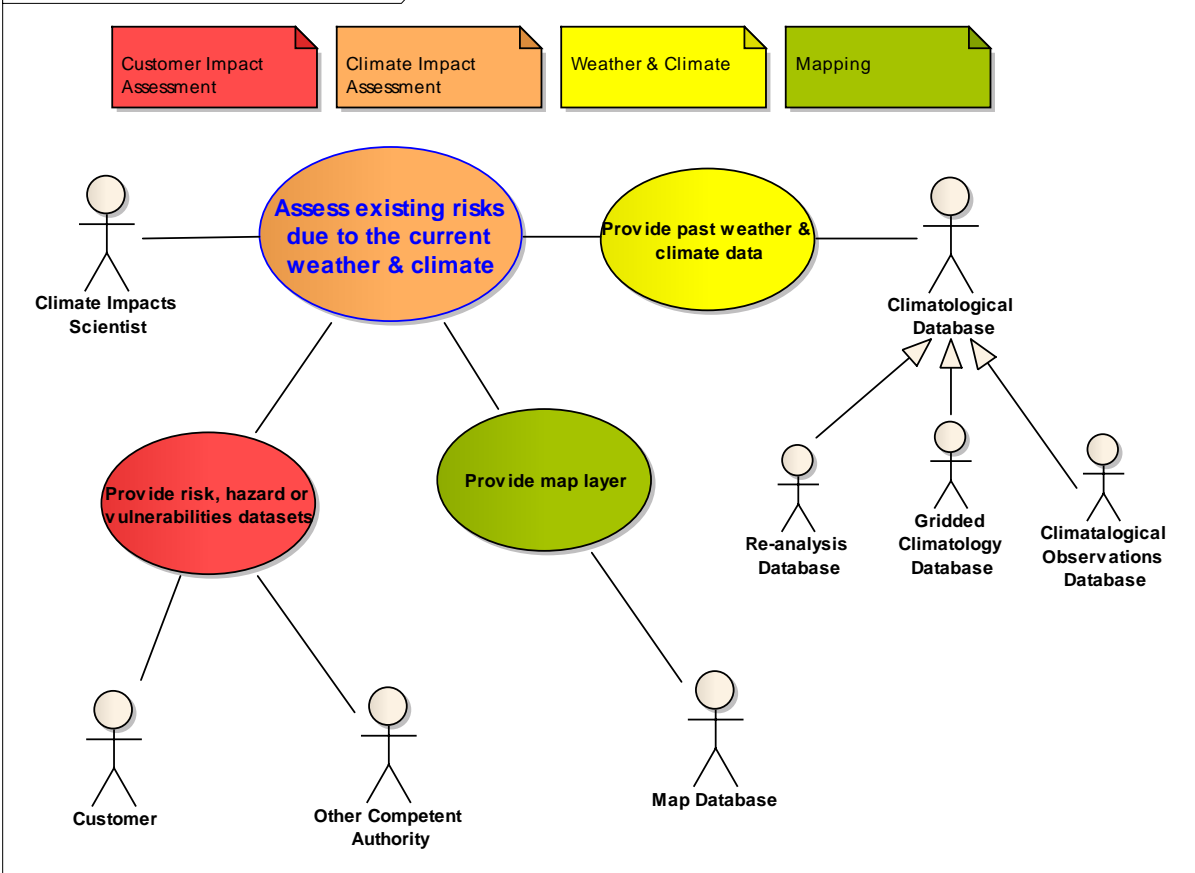 Customer Impact
Assessment
Climate Impact
Assessment
Weather & Climate
Mapping
Assess existing risks
due to the current
weather & climate
Provide past weather &
climate data
Climate Impacts
Scientist
Climatological
Database
Provide risk, hazard or
vulnerabilities datasets
Provide map layer
Re-analysis
Database
Gridded
Climatology
Database
Climatalogical
Observations
Database
Customer
Other Competent
Authority
Map Database